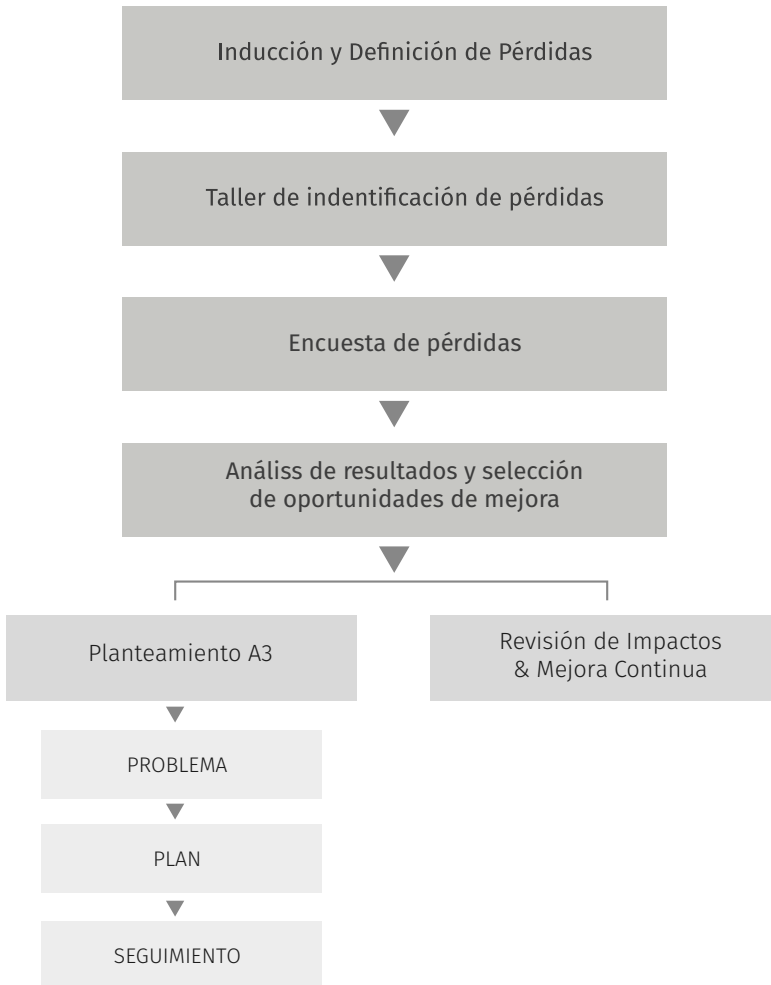 Inducción y Definición de Pérdidas
Taller de indentificación de pérdidas
Encuesta de pérdidas
Análiss de resultados y selección
de oportunidades de mejora
Planteamiento A3
Revisión de Impactos
& Mejora Continua
PROBLEMA
PLAN
SEGUIMIENTO